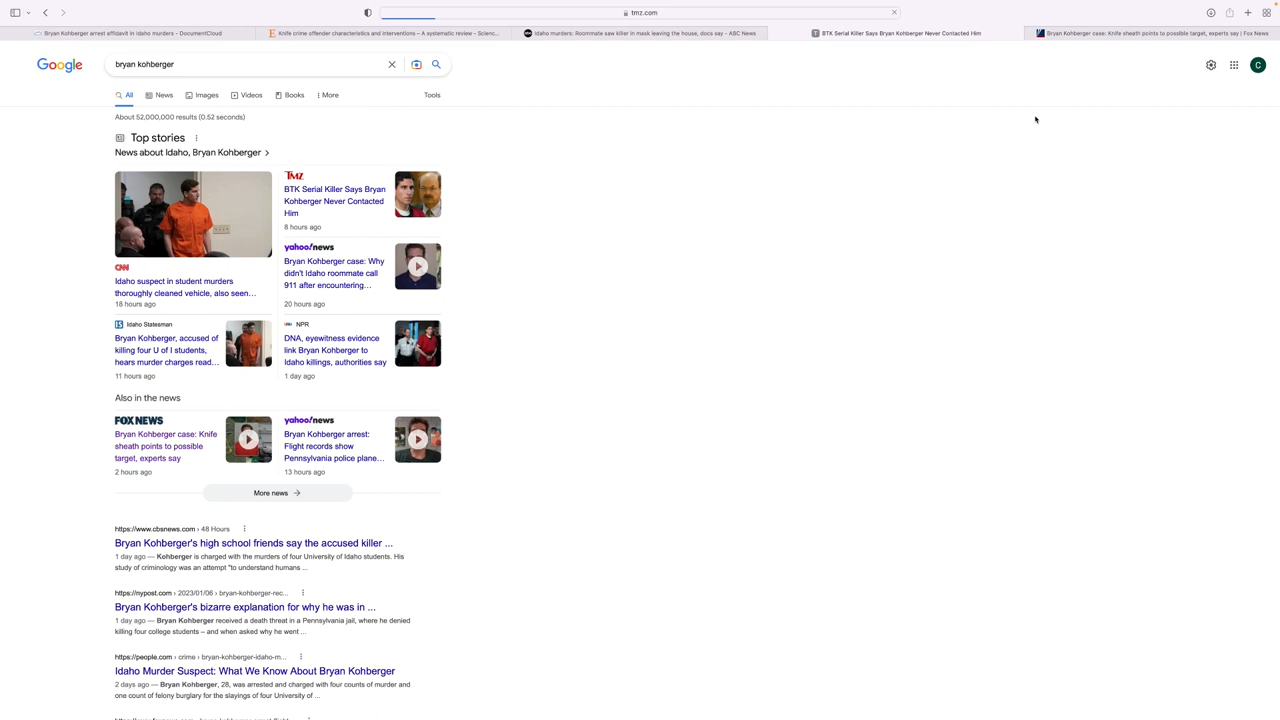 tmz.com
Bryan Kohberger arrest affidavit in Idaho murders - DocumentCloud
Knife crime offender characteristics and interventions – A systematic review - Scienc...
Idaho murders: Roommate saw killer in mask leaving the house, docs say - ABC News
BTK Serial Killer Says Bryan Kohberger Never Contacted Him
Bryan Kohberger case: Knife sheath points to possible target, experts say | Fox News
Google
bryan kohberger
C
All
News
Images
Videos
Books
More
Tools
About 52,000,000 results (0.52 seconds)
Top stories
News about Idaho, Bryan Kohberger
CNN
Idaho suspect in student murders
thoroughly cleaned vehicle, also seen...
18 hours ago
TMZ
BTK Serial Killer Says Bryan
Kohberger Never Contacted
Him
8 hours ago
yahoo!news
Bryan Kohberger case: Why
didn't Idaho roommate call
911 after encountering...
20 hours ago
Idaho Statesman
Bryan Kohberger, accused of
killing four U of I students,
hears murder charges read...
11 hours ago
NPR
DNA, eyewitness evidence
link Bryan Kohberger to
Idaho killings, authorities say
1 day ago
Also in the news
FOX NEWS
Bryan Kohberger case: Knife
sheath points to possible
target, experts say
2 hours ago
yahoo!news
Bryan Kohberger arrest:
Flight records show
Pennsylvania police plane...
13 hours ago
More news
https://www.cbsnews.com › 48 Hours
Bryan Kohberger's high school friends say the accused killer ...
1 day ago — Kohberger is charged with the murders of four University of Idaho students. His
study of criminology was an attempt "to understand humans ...
https://nypost.com › 2023/01/06 › bryan-kohberger-rec...
Bryan Kohberger's bizarre explanation for why he was in ...
1 day ago — Bryan Kohberger received a death threat in a Pennsylvania jail, where he denied
killing four college students – and when asked why he went ...
https://people.com › crime › bryan-kohberger-idaho-m...
Idaho Murder Suspect: What We Know About Bryan Kohberger
2 days ago — Bryan Kohberger, 28, was arrested and charged with four counts of murder and
one count of felony burglary for the slayings of four University of ...